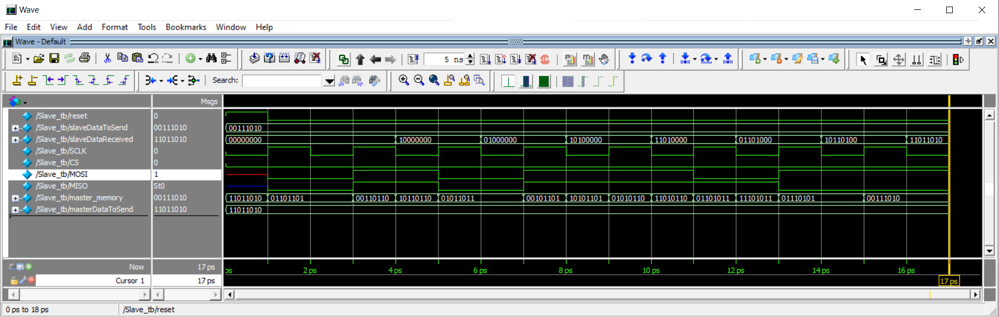 Wave
File Edit View Add Format Tools Bookmarks Window Help
Wave - Default
5 ns
Search:
Msgs
/Slave_tb/reset 0
/Slave_tb/slaveDataToSend 00111010 00111010
/Slave_tb/slaveDataReceived 11011010 00000000 10000000 01000000 10100000 11010000 01101000 10110100 11011010
/Slave_tb/SCLK 0
/Slave_tb/CS 0
/Slave_tb/MOSI 1
/Slave_tb/MISO St0
/Slave_tb/master_memory 00111010 11011010 01101101 00110110 10110110 01011011 00101101 10101101 01010110 11010110 01101011 11101011 01110101 00111010
/Slave_tb/masterDataToSend 11011010 11011010
Now 17 ps ps 2 ps 4 ps 6 ps 8 ps 10 ps 12 ps 14 ps 16 ps
Cursor 1 17 ps 17 ps
0 ps to 18 ps /Slave_tb/reset